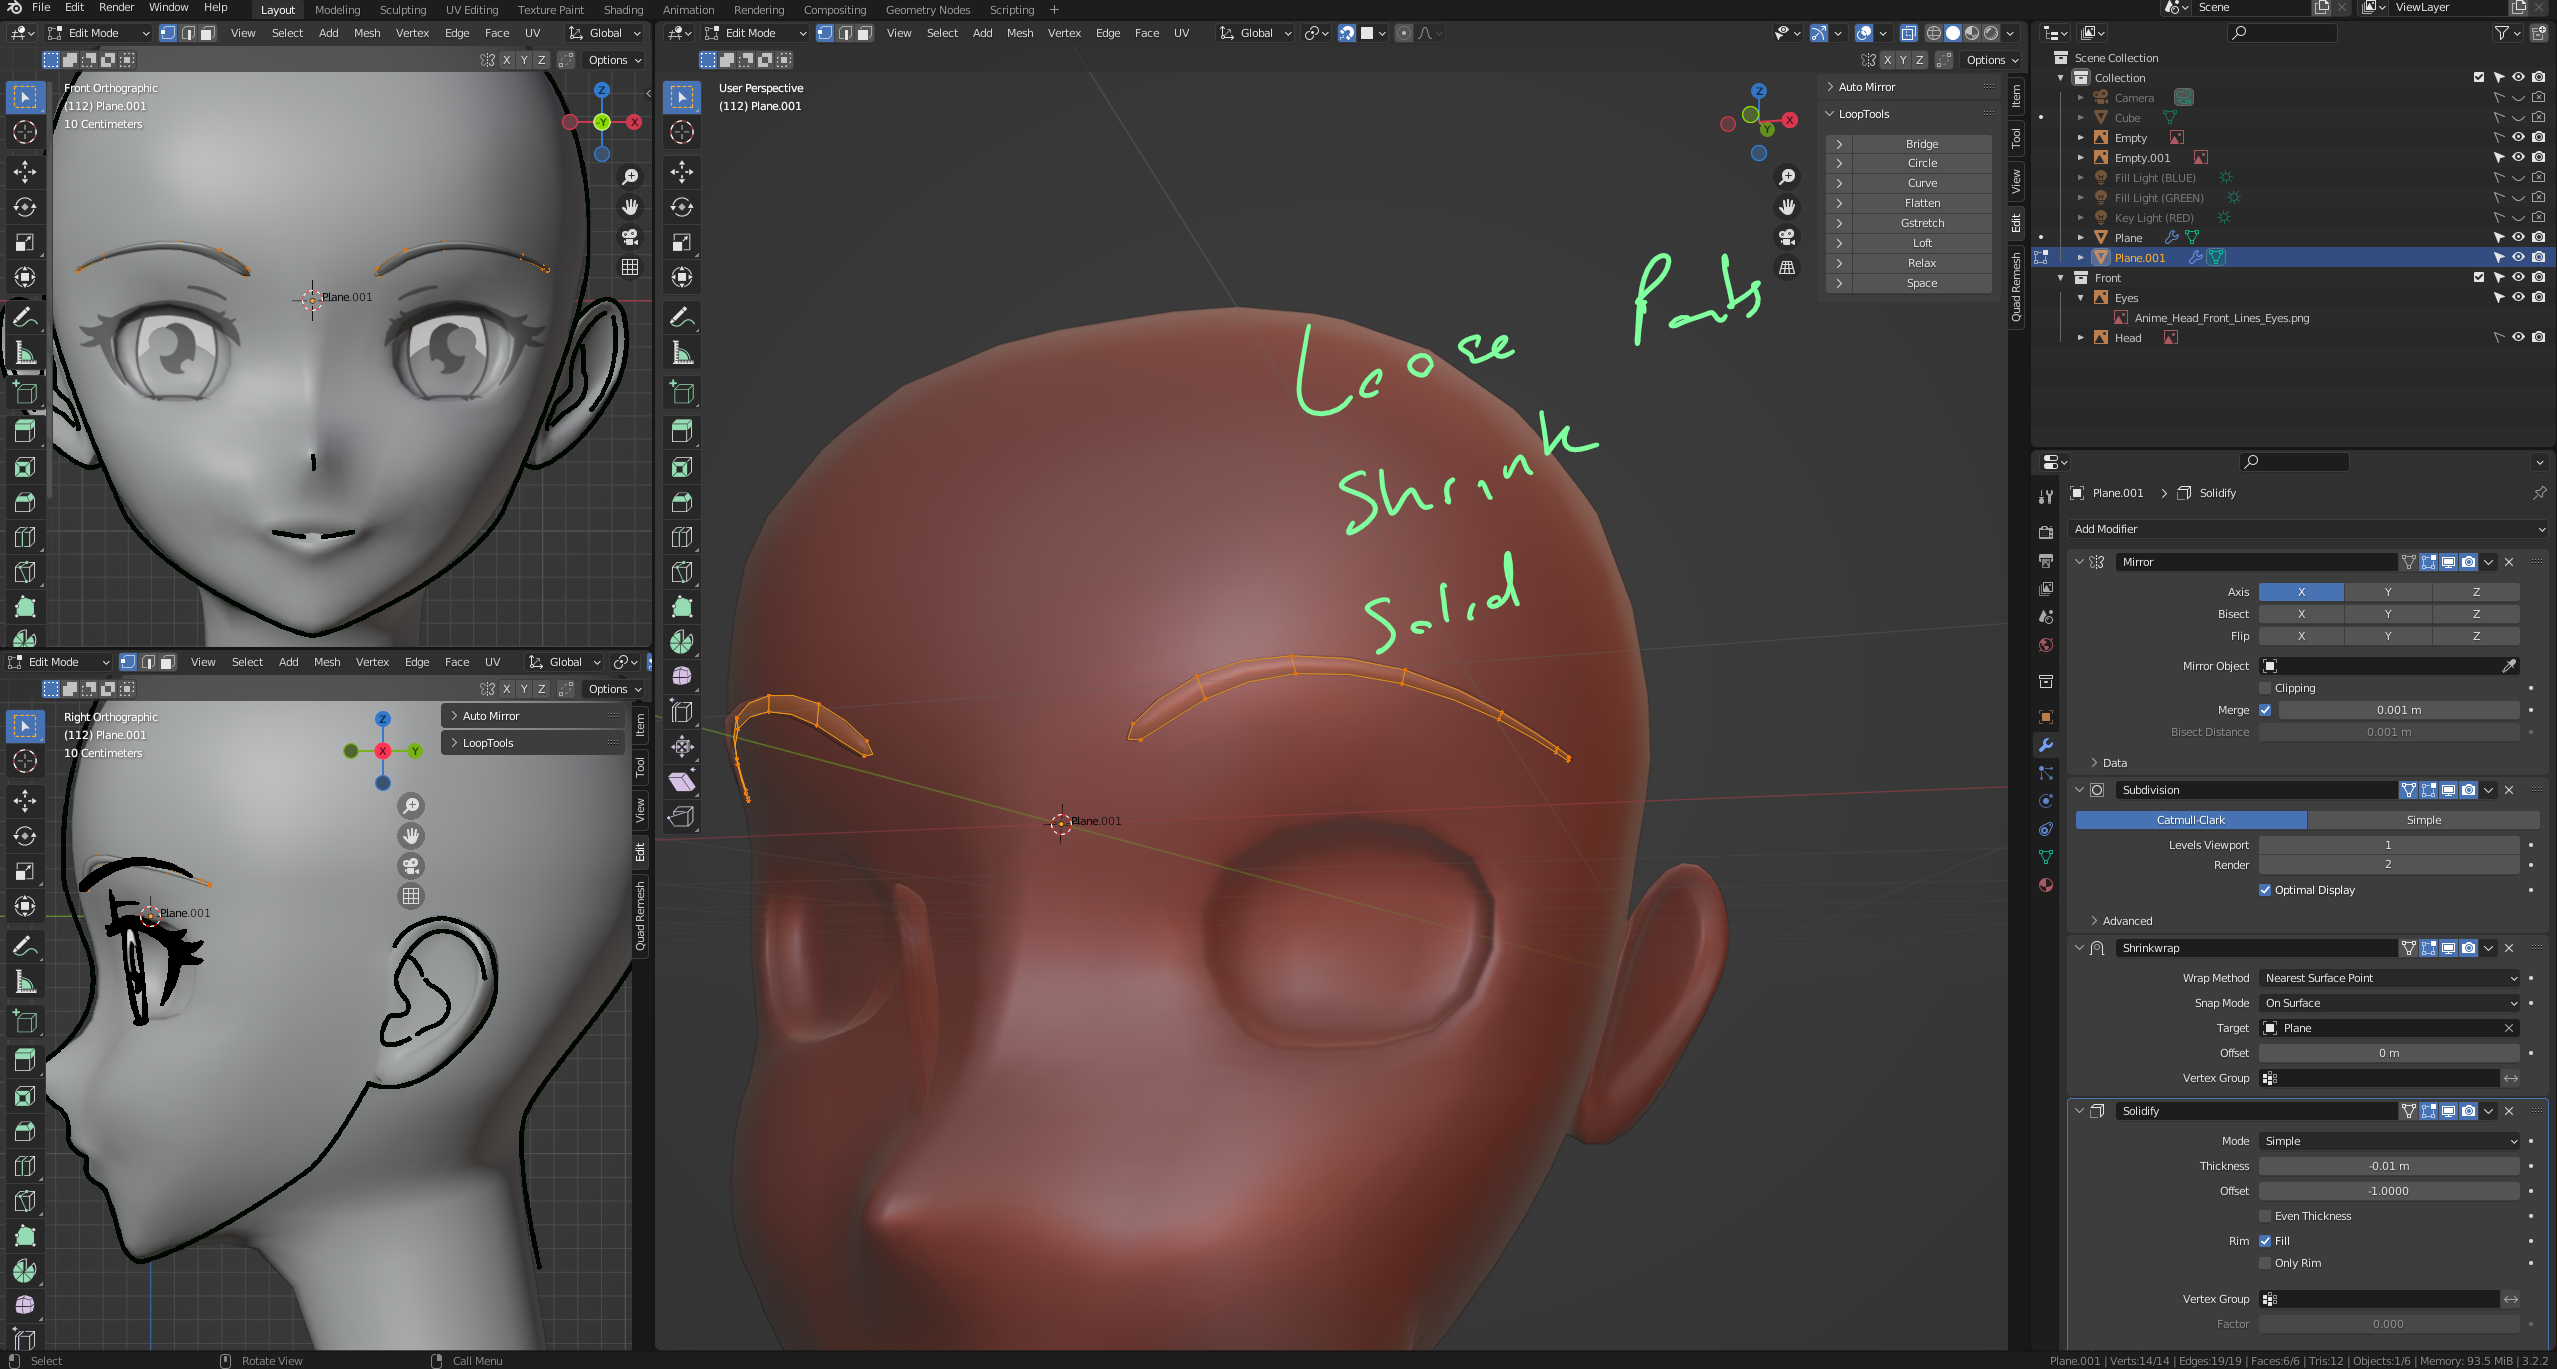 File Edit Render Window Help Layout Modeling Sculpting UV Editing Texture Paint Shading Animation Rendering Compositing Geometry Nodes Scripting + Scene ViewLayer
Edit Mode View Select Add Mesh Vertex Edge Face UV Global
X Y Z Options
Front Orthographic
(112) Plane.001
10 Centimeters
Z
-Y
X
Plane.001
Edit Mode View Select Add Mesh Vertex Edge Face UV Global
X Y Z Options
Right Orthographic
(112) Plane.001
10 Centimeters
Z
X
Y
Auto Mirror
LoopTools
Item
Tool
View
Edit
Quad Remesh
Plane.001
Edit Mode View Select Add Mesh Vertex Edge Face UV Global
X Y Z Options
User Perspective
(112) Plane.001
Z
X
Y
Auto Mirror
LoopTools
Bridge
Circle
Curve
Flatten
Gstretch
Loft
Relax
Space
Item
Tool
View
Edit
Quad Remesh
Loose Parts
Shrink
Solid
Plane.001
Scene Collection
Collection
Camera
Cube
Empty
Empty.001
Fill Light (BLUE)
Fill Light (GREEN)
Key Light (RED)
Plane
Plane.001
Front
Eyes
Anime_Head_Front_Lines_Eyes.png
Head
Plane.001 > Solidify
Add Modifier
Mirror
Axis X Y Z
Bisect X Y Z
Flip X Y Z
Mirror Object
Clipping
Merge 0.001 m
Bisect Distance 0.001 m
Data
Subdivision
Catmull-Clark Simple
Levels Viewport 1
Render 2
Optimal Display
Advanced
Shrinkwrap
Wrap Method Nearest Surface Point
Snap Mode On Surface
Target Plane
Offset 0 m
Vertex Group
Solidify
Mode Simple
Thickness -0.01 m
Offset -1.0000
Even Thickness
Rim Fill
Only Rim
Vertex Group
Factor 0.000
Select Rotate View Call Menu
Plane.001 | Verts:14/14 | Edges:19/19 | Faces:6/6 | Tris:12 | Objects:1/6 | Memory: 93.5 MiB | 3.2.2